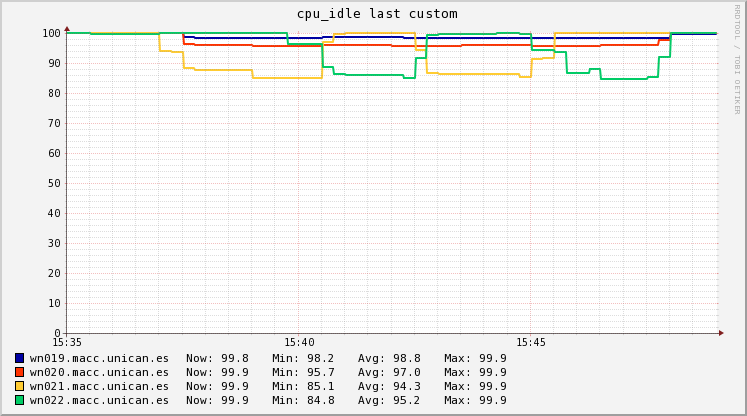 cpu_idle last custom
RRDTOOL / TOBI OETIKER
100
90
80
70
60
50
40
30
20
10
0
15:35 15:40 15:45
wn019.macc.unican.es Now: 99.8 Min: 98.2 Avg: 98.8 Max: 99.9
wn020.macc.unican.es Now: 99.9 Min: 95.7 Avg: 97.0 Max: 99.9
wn021.macc.unican.es Now: 99.9 Min: 85.1 Avg: 94.3 Max: 99.9
wn022.macc.unican.es Now: 99.9 Min: 84.8 Avg: 95.2 Max: 99.9